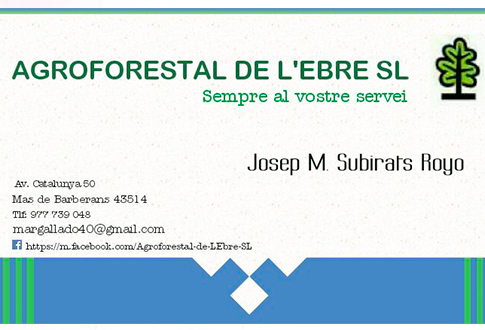 AGROFORESTAL DE L'EBRE SL
Sempre al vostre servei
Josep M. Subirats Royo
Av. Catalunya 50
Mas de Barberans 43514
Tlf: 977 739 048
margallado40@gmail.com
https://m.facebook.com/Agroforestal-de-LEbre-SL